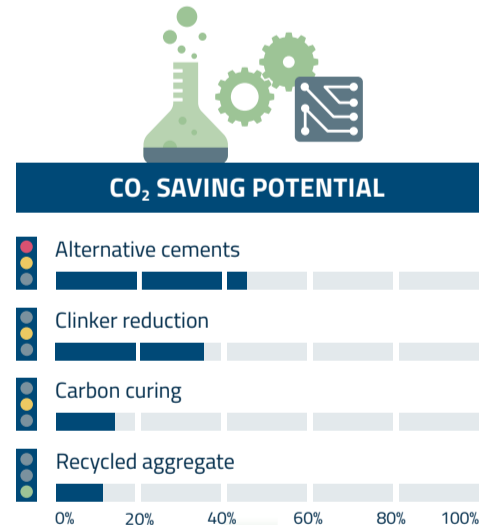 CO₂ SAVING POTENTIAL
Alternative cements
Clinker reduction
Carbon curing
Recycled aggregate
0% 20% 40% 60% 80% 100%